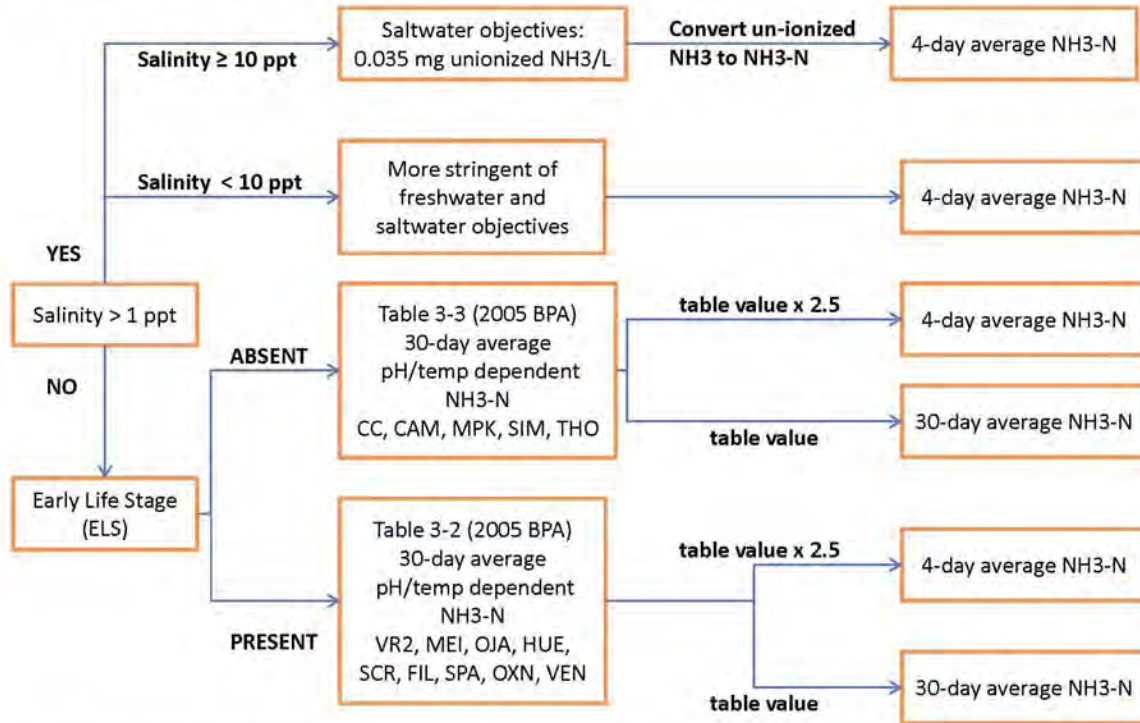 Salinity ≥ 10 ppt
Saltwater objectives:
0.035 mg unionized NH3/L
Convert un-ionized
NH3 to NH3-N
4-day average NH3-N
Salinity < 10 ppt
More stringent of
freshwater and
saltwater objectives
4-day average NH3-N
YES
Salinity > 1 ppt
NO
ABSENT
Table 3-3 (2005 BPA)
30-day average
pH/temp dependent
NH3-N
CC, CAM, MPK, SIM, THO
table value x 2.5
4-day average NH3-N
table value
30-day average NH3-N
Early Life Stage
(ELS)
PRESENT
Table 3-2 (2005 BPA)
30-day average
pH/temp dependent
NH3-N
VR2, MEI, OJA, HUE,
SCR, FIL, SPA, OXN, VEN
table value x 2.5
4-day average NH3-N
table value
30-day average NH3-N